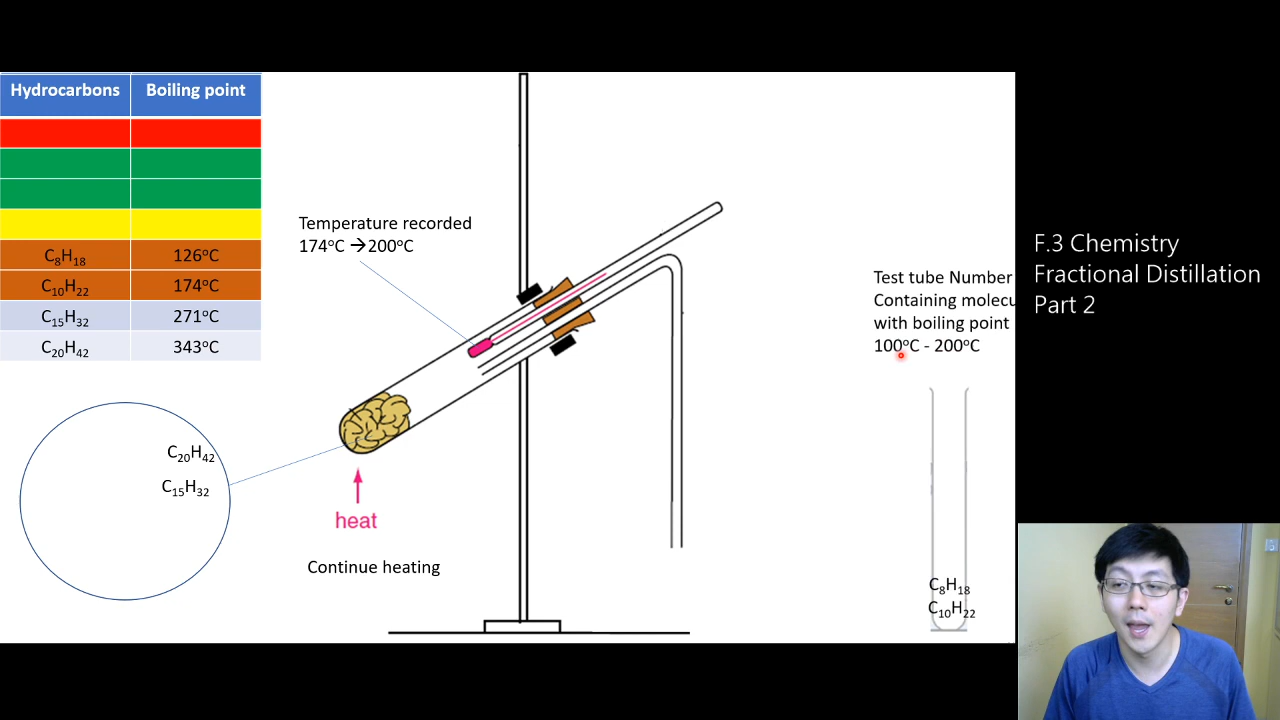 Hydrocarbons Boiling point
C₈H₁₈ 126°C
C₁₀H₂₂ 174°C
C₁₅H₃₂ 271°C
C₂₀H₄₂ 343°C
Temperature recorded
174°C →200°C
C₂₀H₄₂
C₁₅H₃₂
heat
Continue heating
Test tube Number
Containing molecu
with boiling point
100°C - 200°C
C₈H₁₈
C₁₀H₂₂
F.3 Chemistry
Fractional Distillation
Part 2